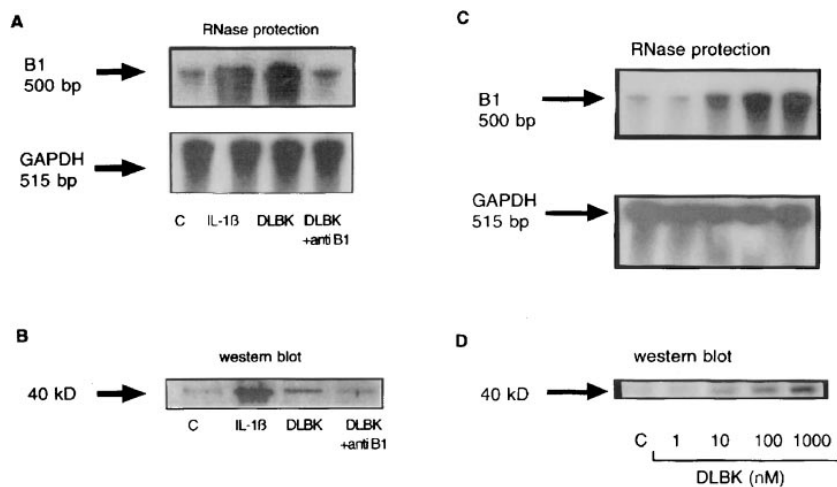 A
RNase protection
B1
500 bp
GAPDH
515 bp
C IL-1ß DLBK DLBK
+anti B1
B
western blot
40 kD
C IL-1ß DLBK DLBK
+anti B1
C
RNase protection
B1
500 bp
GAPDH
515 bp
D
western blot
40 kD
C 1 10 100 1000
DLBK (nM)